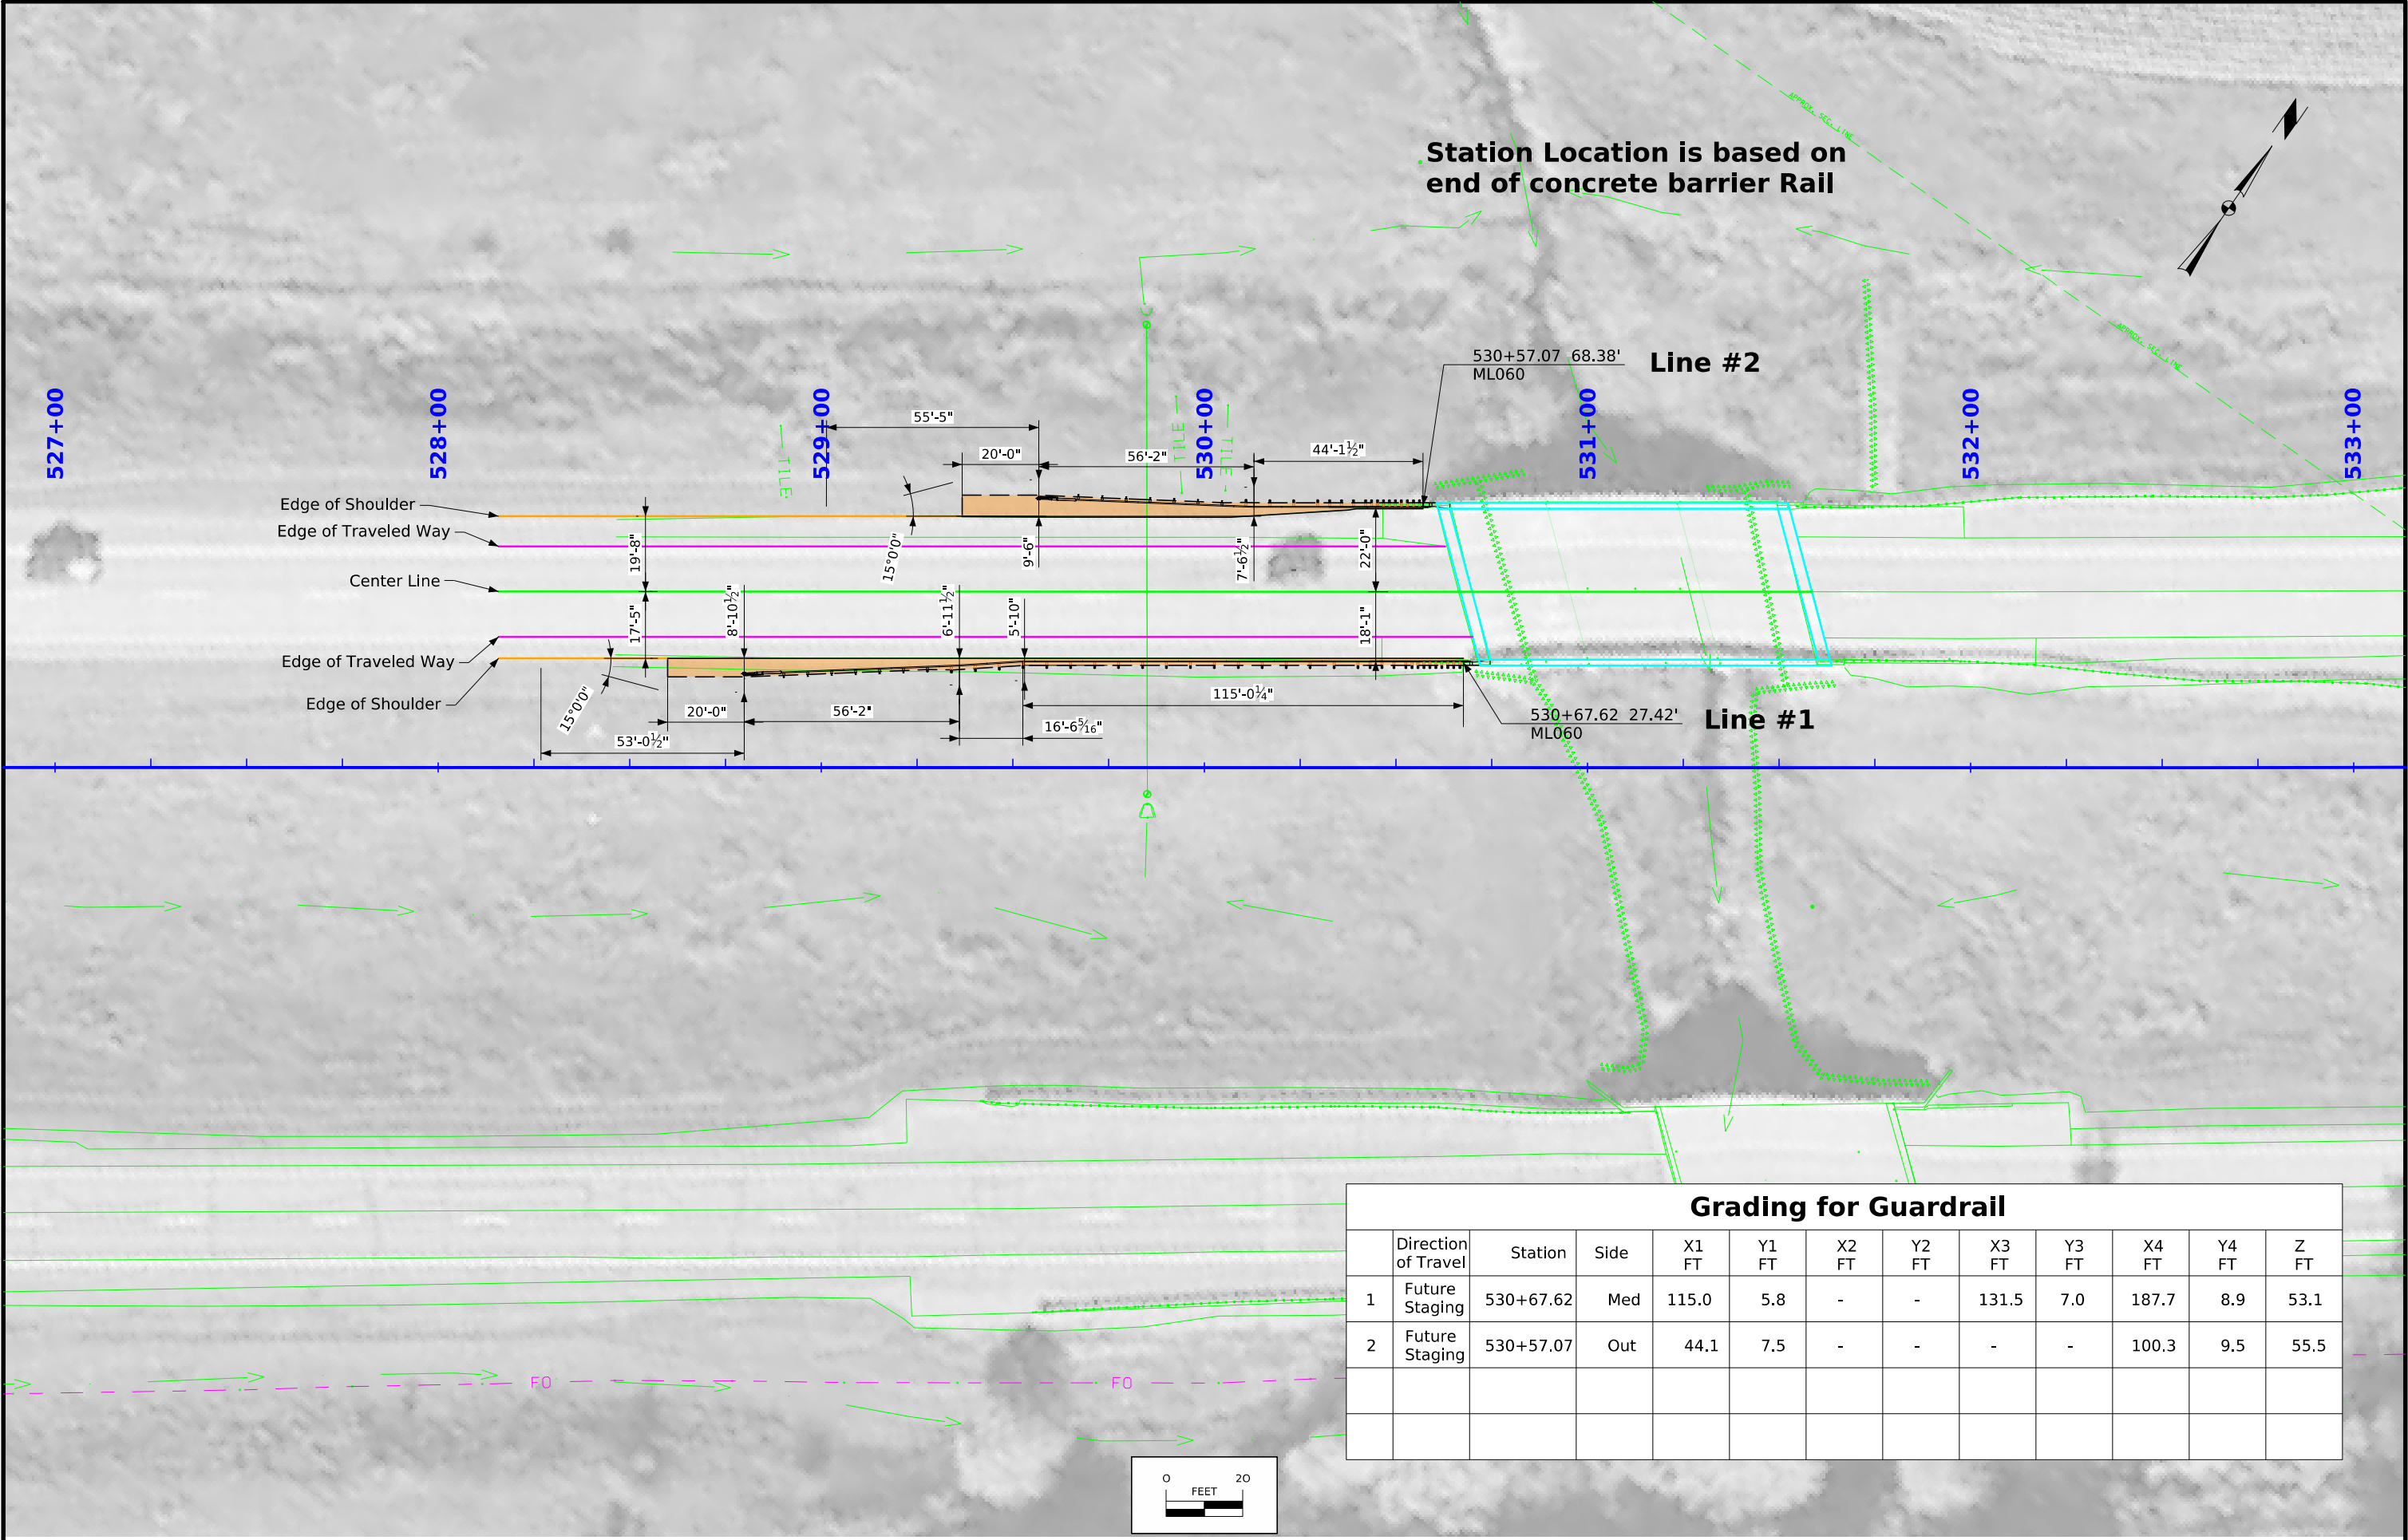 APPROX. SEC. LINE
Station Location is based on
end of concrete barrier Rail
APPROX. SEC. LINE
530+57.07 68.38'
ML060
Line #2
527+00
528+00
529+00
530+00
531+00
532+00
533+00
55'-5"
20'-0"
56'-2"
44'-1½"
TILE
TILE
TILE
Edge of Shoulder
Edge of Traveled Way
Center Line
Edge of Traveled Way
Edge of Shoulder
19'-8"
17'-5"
15°0'0"
9'-6"
7'-6½"
22'-0"
8'-10½"
6'-11½"
5'-10"
18'-1"
15°0'0"
20'-0"
56'-2"
115'-0¼"
16'-6⁵⁄₁₆"
53'-0½"
530+67.62 27.42'
ML060
Line #1
Grading for Guardrail
Direction of Travel Station Side X1 FT Y1 FT X2 FT Y2 FT X3 FT Y3 FT X4 FT Y4 FT Z FT
1 Future Staging 530+67.62 Med 115.0 5.8 - - 131.5 7.0 187.7 8.9 53.1
2 Future Staging 530+57.07 Out 44.1 7.5 - - - - 100.3 9.5 55.5
FO
FO
0 20
FEET